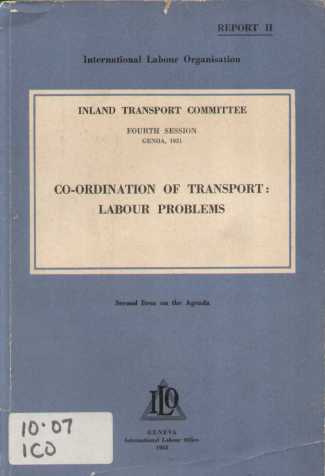 REPORT II
International Labour Organisation
INLAND TRANSPORT COMMITTEE
FOURTH SESSION
GENOA, 1951
CO-ORDINATION OF TRANSPORT:
LABOUR PROBLEMS
Second Item on the Agenda
ILO
GENEVA
International Labour Office
1951
10·07
ICO